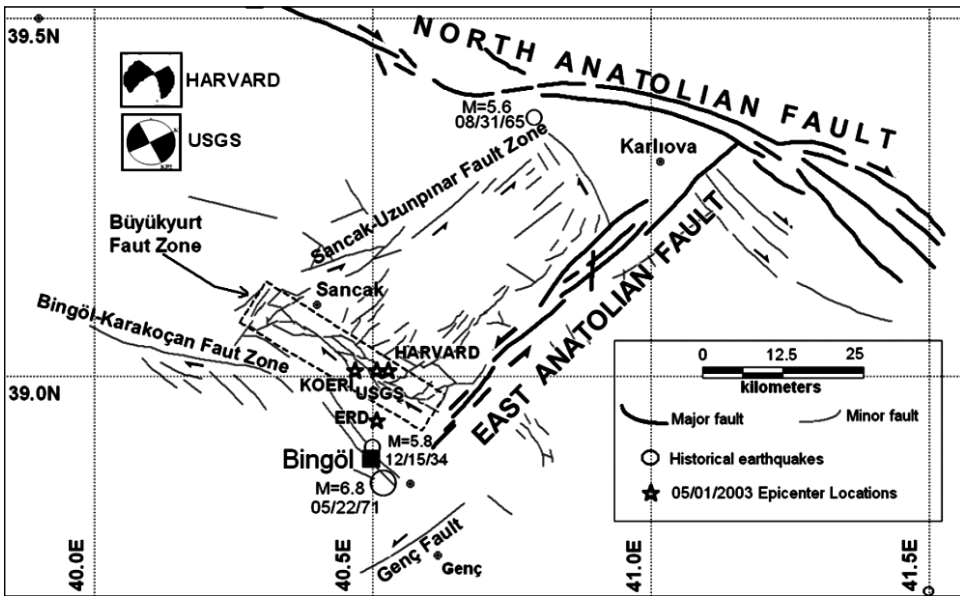 39.5N
NORTH ANATOLIAN FAULT
HARVARD
USGS
M=5.6
08/31/65
Karlıova
Sancak-Uzunpınar Fault Zone
Büyükyurt
Faut Zone
Sancak
Bingöl-Karakoçan Faut Zone
EAST ANATOLIAN FAULT
HARVARD
KOERI
USGS
39.0N
ERD
M=5.8
12/15/34
Bingöl
M=6.8
05/22/71
0 12.5 25
kilometers
Major fault
Minor fault
Historical earthquakes
05/01/2003 Epicenter Locations
Genç Fault
Genç
40.0E
40.5E
41.0E
41.5E